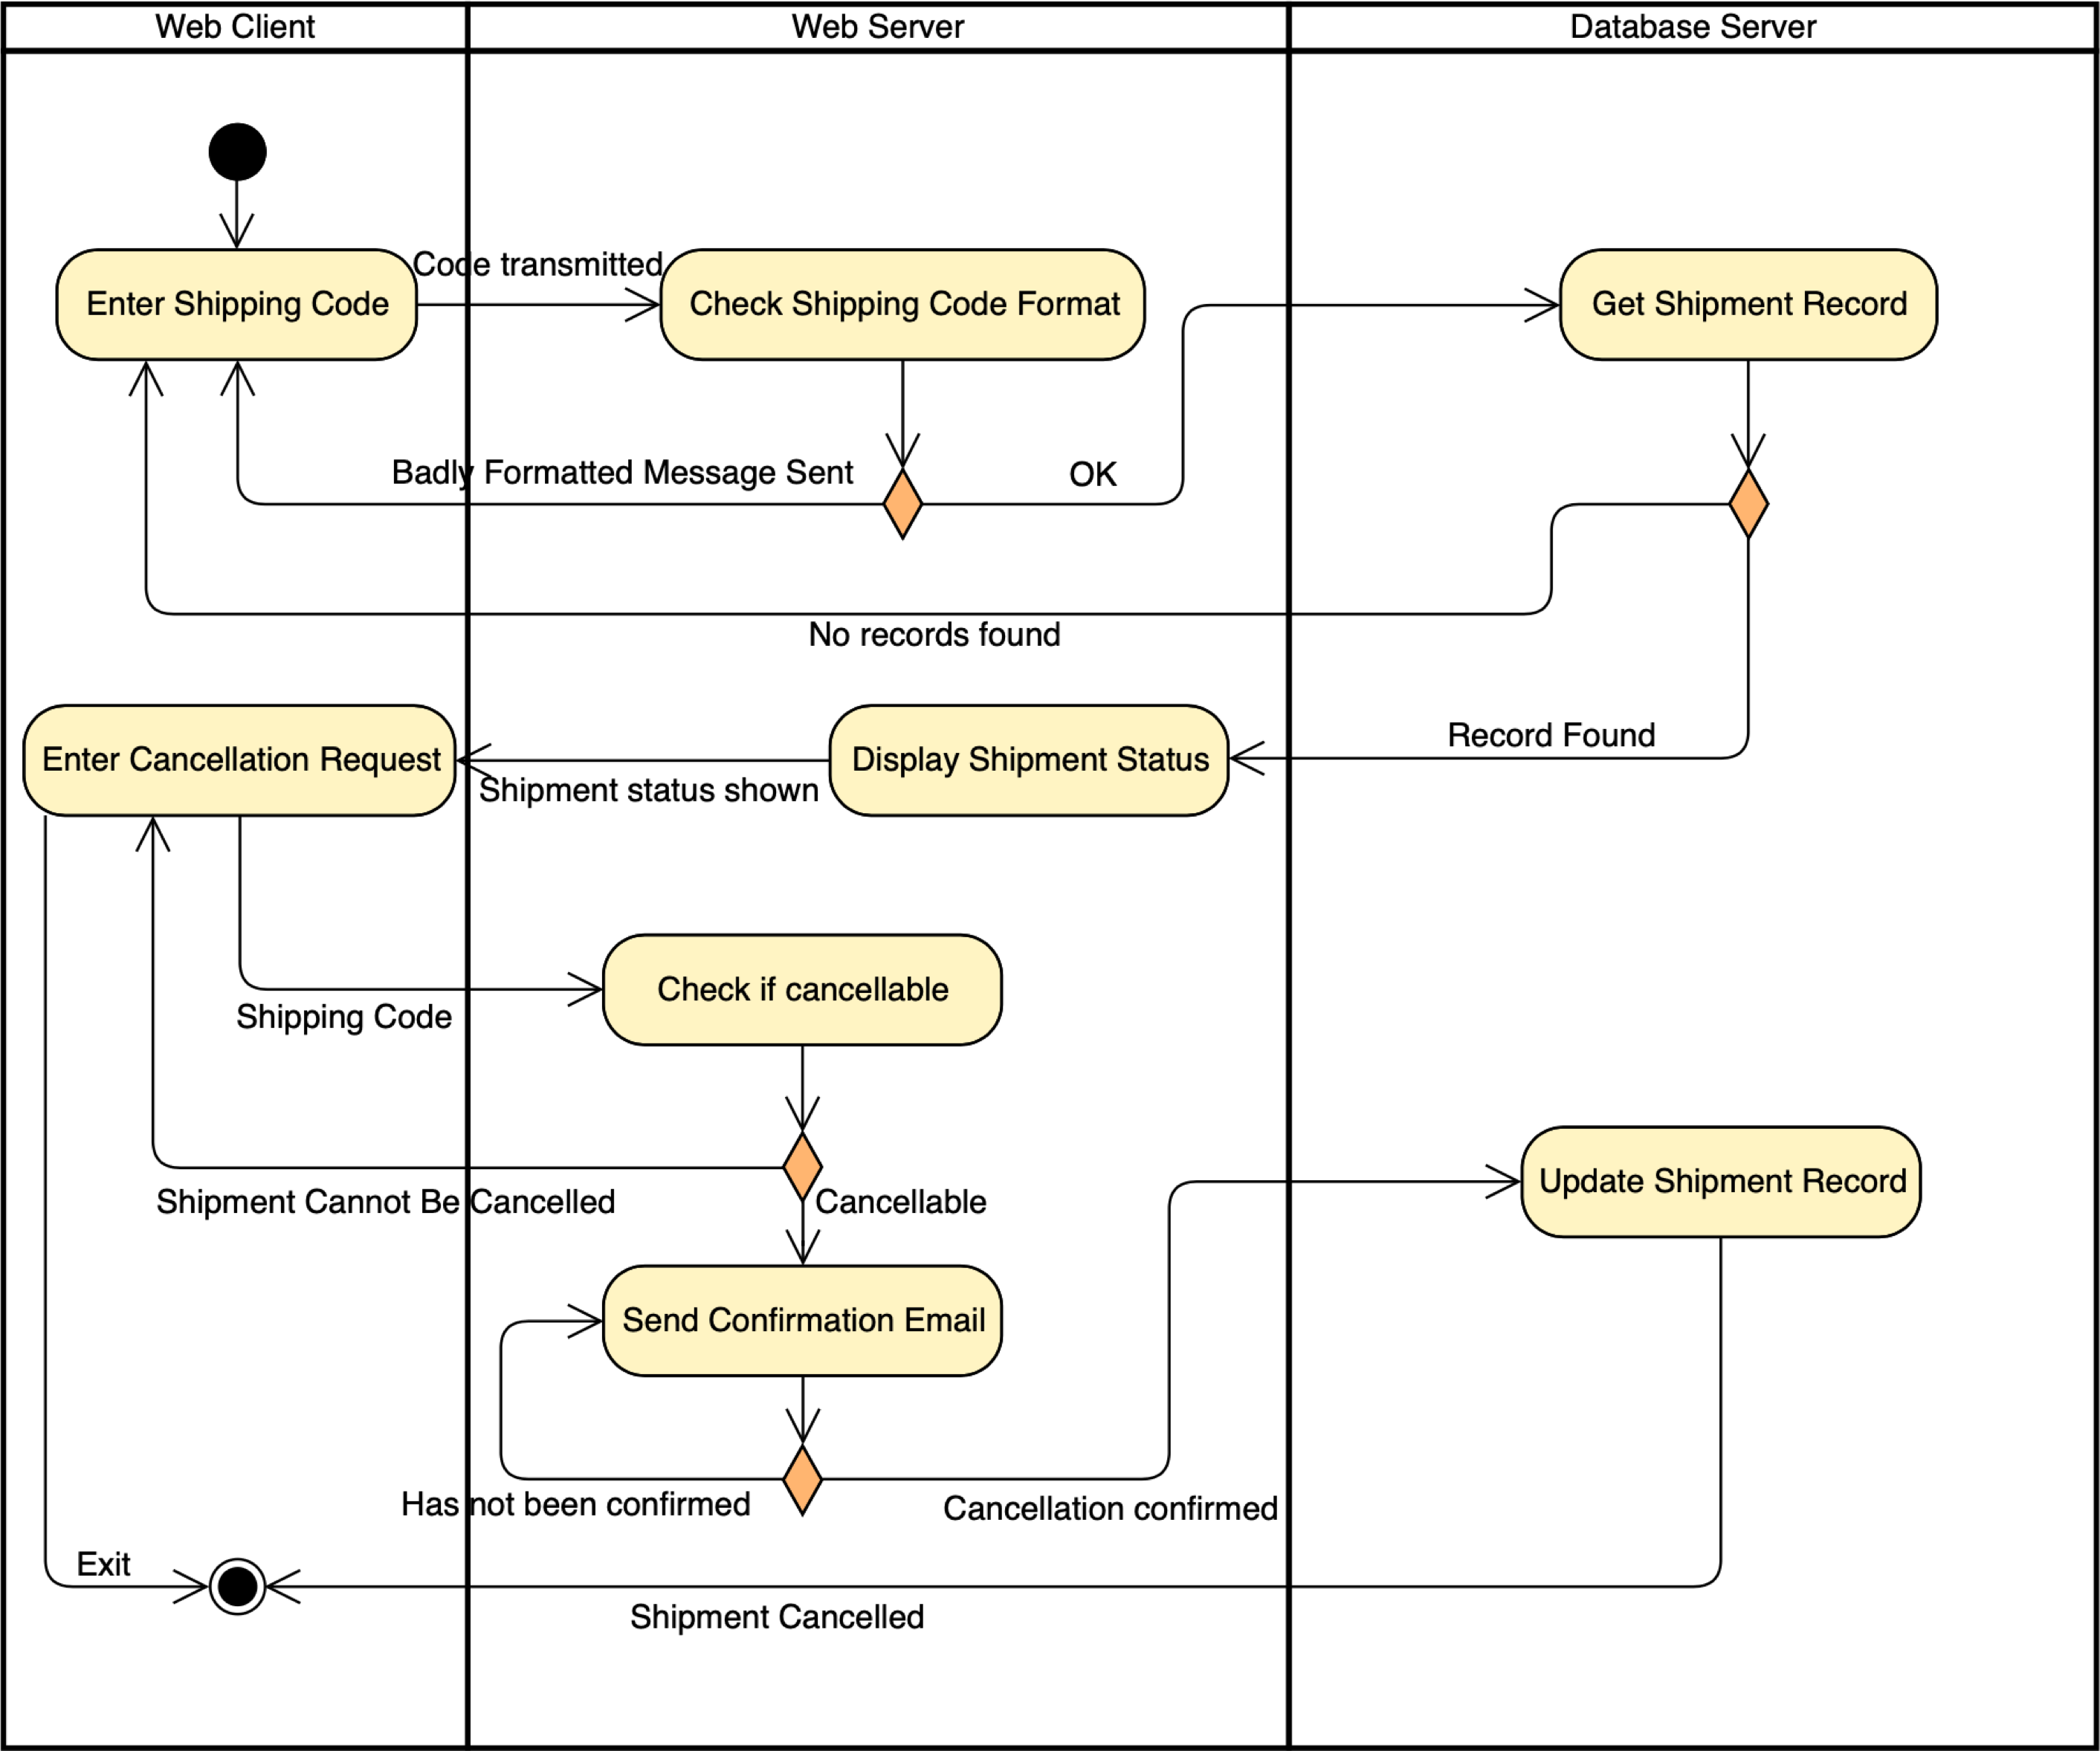 Web Client
Web Server
Database Server
Code transmitted
Enter Shipping Code
Check Shipping Code Format
Get Shipment Record
Badly Formatted Message Sent
OK
No records found
Record Found
Enter Cancellation Request
Display Shipment Status
Shipment status shown
Check if cancellable
Shipping Code
Update Shipment Record
Shipment Cannot Be Cancelled
Cancellable
Send Confirmation Email
Has not been confirmed
Cancellation confirmed
Exit
Shipment Cancelled